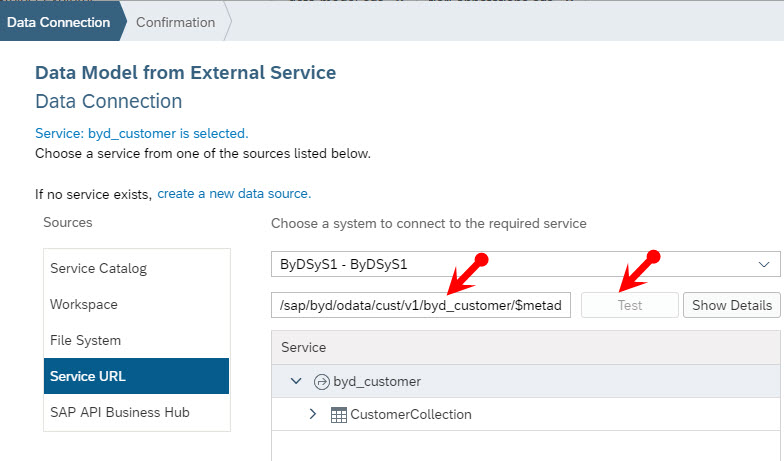 Data Connection
Confirmation
Data Model from External Service
Data Connection
Service: byd_customer is selected.
Choose a service from one of the sources listed below.
If no service exists, create a new data source.
Sources
Choose a system to connect to the required service
Service Catalog
Workspace
File System
Service URL
SAP API Business Hub
ByDSyS1 - ByDSyS1
/sap/byd/odata/cust/v1/byd_customer/$metad
Test
Show Details
Service
byd_customer
CustomerCollection